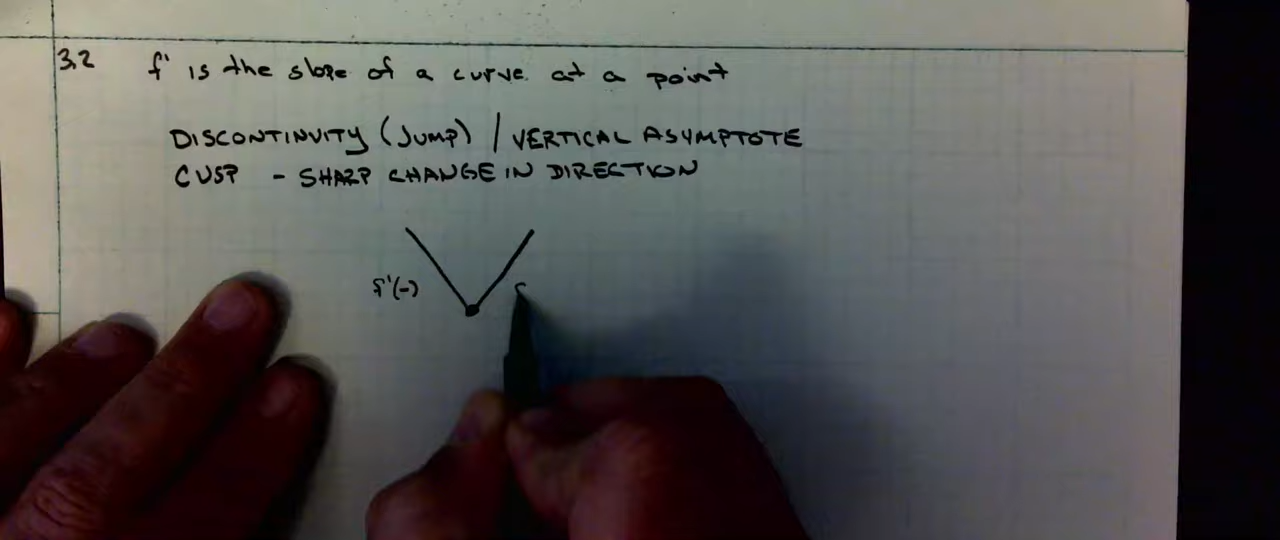 3.2 f' is the slope of a curve at a point
DISCONTINUITY (JUMP) / VERTICAL ASYMPTOTE
CUSP - SHARP CHANGE IN DIRECTION
f'(-)